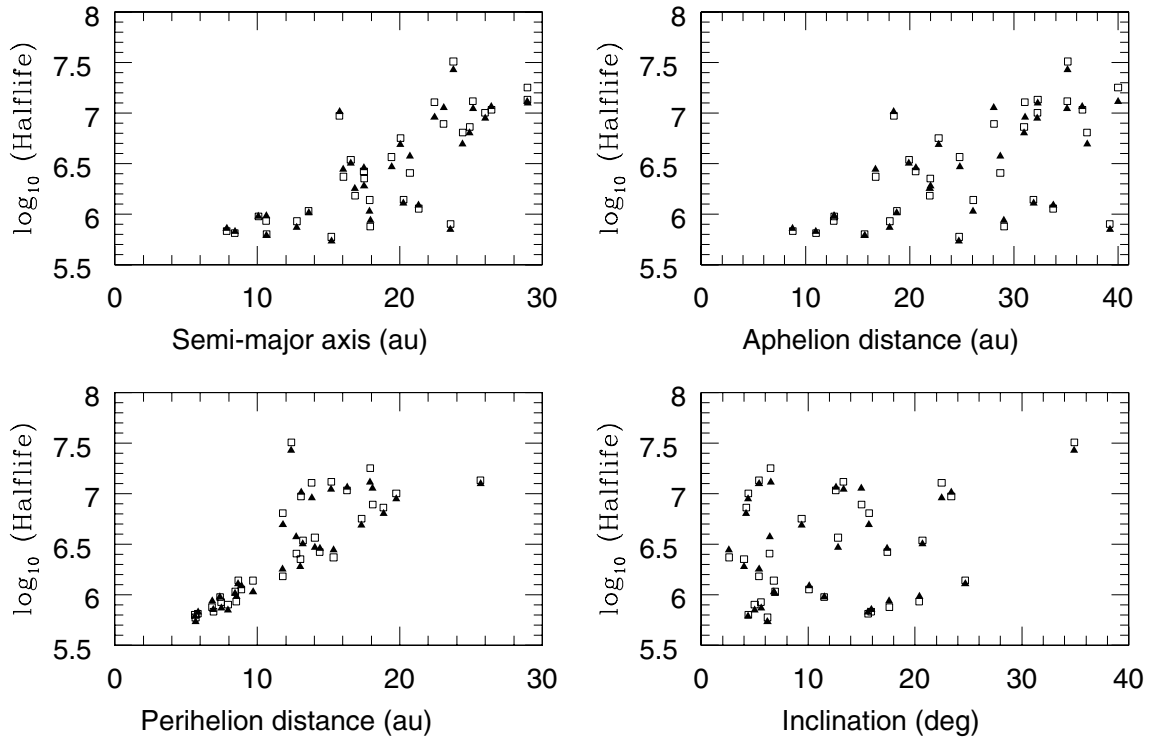 8
7.5
7
6.5
6
5.5
log10 (Halflife)
0 10 20 30
Semi-major axis (au)
8
7.5
7
6.5
6
5.5
log10 (Halflife)
0 10 20 30 40
Aphelion distance (au)
8
7.5
7
6.5
6
5.5
log10 (Halflife)
0 10 20 30
Perihelion distance (au)
8
7.5
7
6.5
6
5.5
log10 (Halflife)
0 10 20 30 40
Inclination (deg)